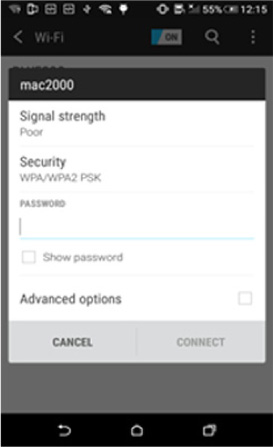 55% 12:15
Wi-Fi
ON
mac2000
Signal strength
Poor
Security
WPA/WPA2 PSK
PASSWORD
Show password
Advanced options
CANCEL
CONNECT